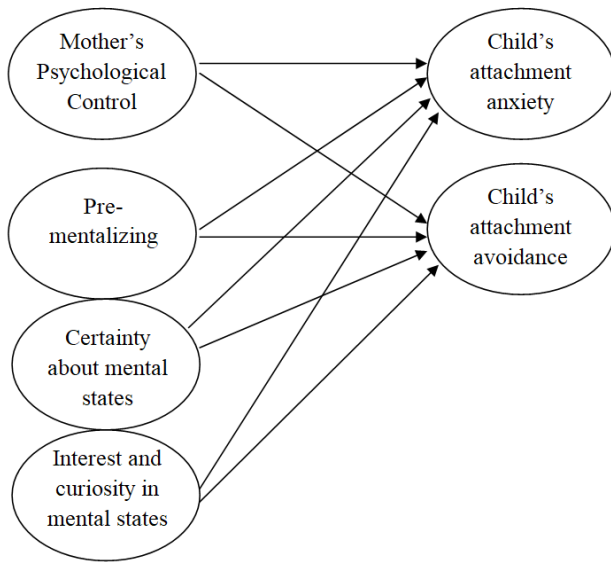 Mother’s
Psychological
Control
Child’s
attachment
anxiety
Pre-
mentalizing
Child’s
attachment
avoidance
Certainty
about mental
states
Interest and
curiosity in
mental states